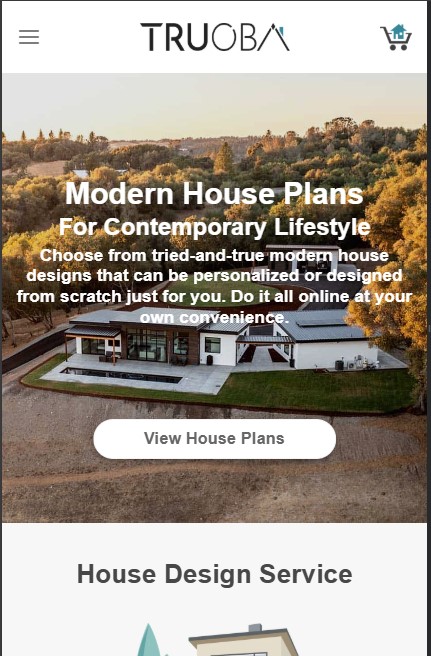 TRUOBA
Modern House Plans
For Contemporary Lifestyle
Choose from tried-and-true modern house
designs that can be personalized or designed
from scratch just for you. Do it all online at your
own convenience.
View House Plans
House Design Service